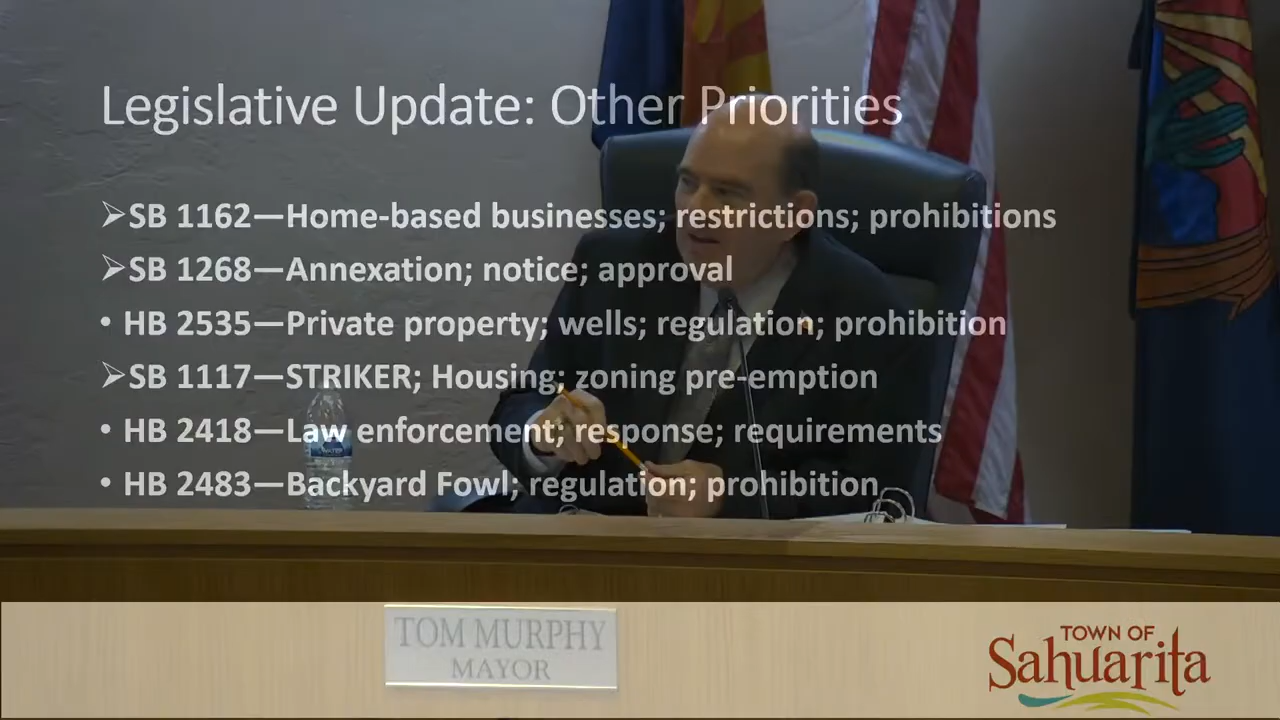 Legislative Update: Other Priorities
➢SB 1162—Home-based businesses; restrictions; prohibitions
➢SB 1268—Annexation; notice; approval
• HB 2535—Private property; wells; regulation; prohibition
➢SB 1117—STRIKER; Housing; zoning pre-emption
• HB 2418—Law enforcement; response; requirements
• HB 2483—Backyard Fowl; regulation; prohibition
WATER
TOM MURPHY
MAYOR
TOWN OF
Sahuarita